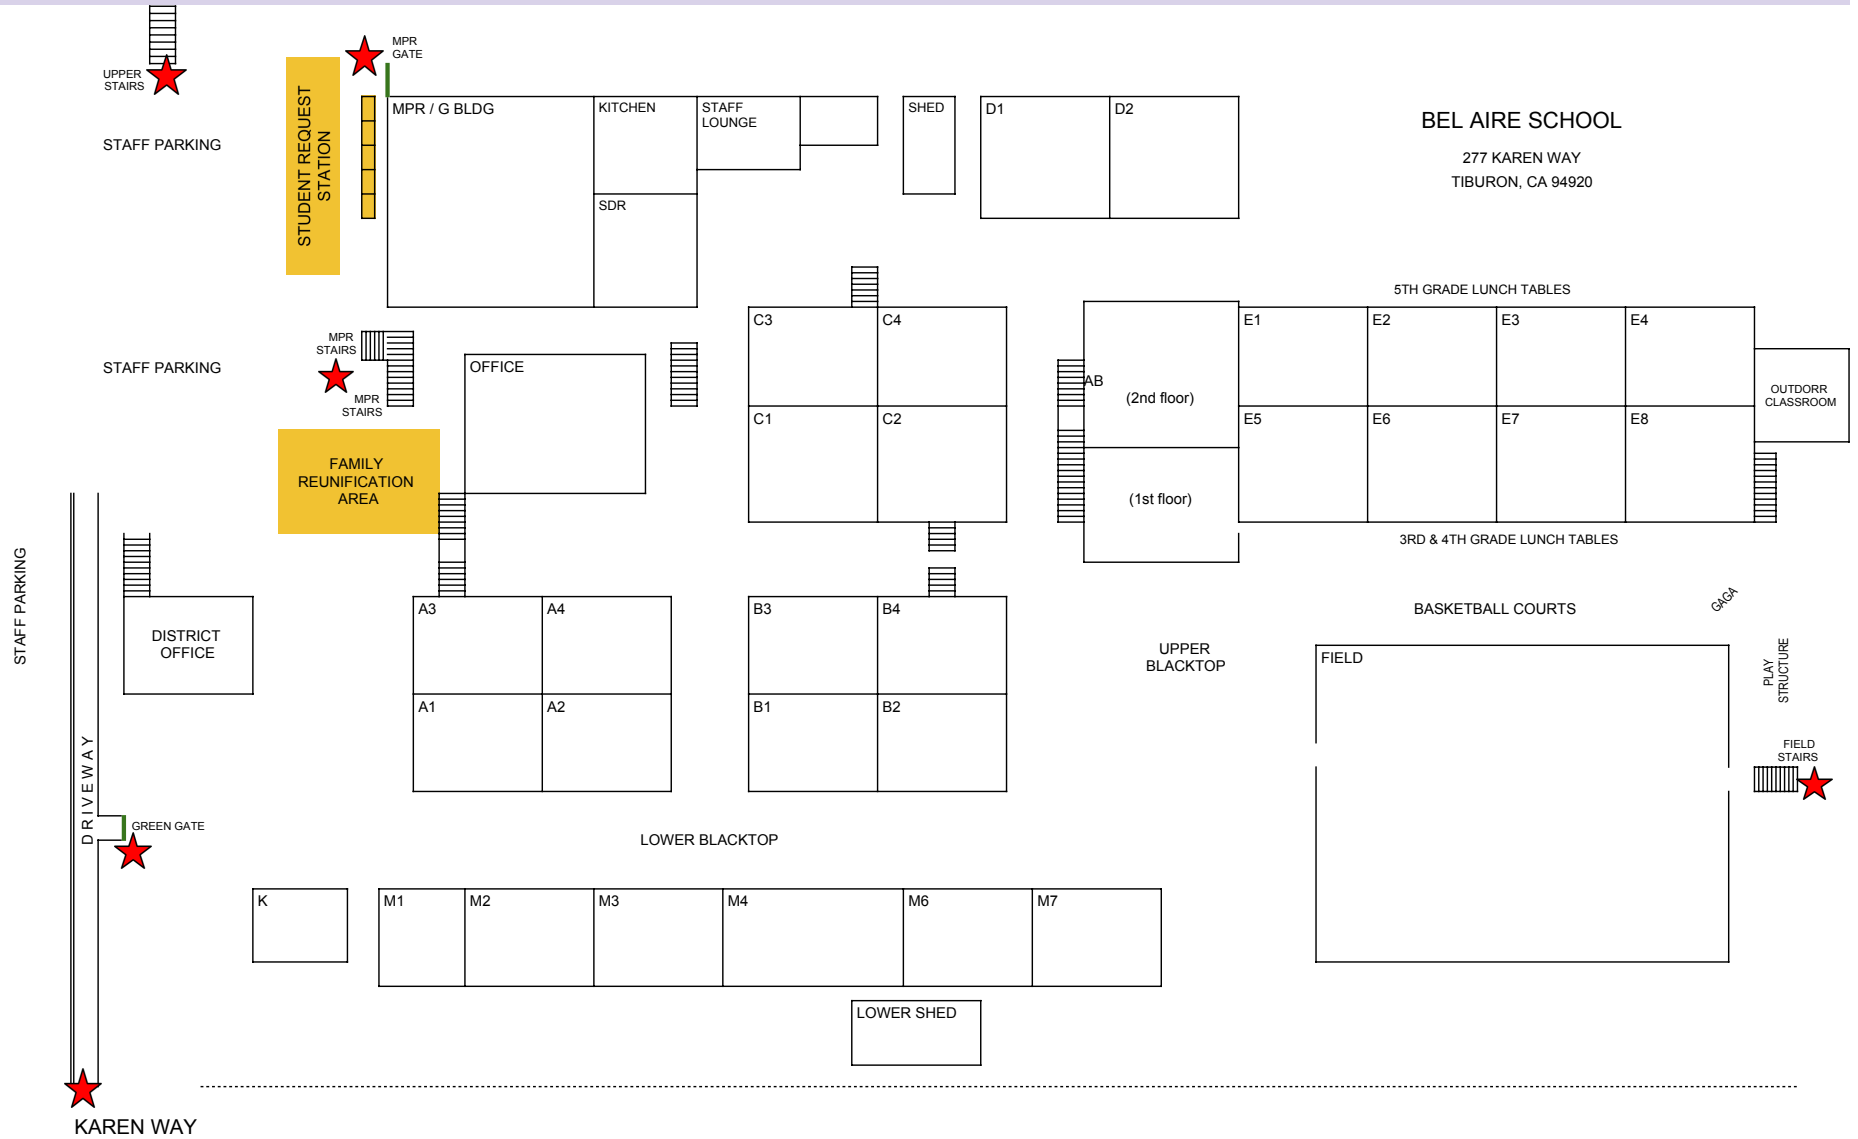 MPR
GATE
UPPER
STAIRS
STUDENT REQUEST
STATION
MPR / G BLDG
KITCHEN
STAFF
LOUNGE
SHED
D1
D2
BEL AIRE SCHOOL
277 KAREN WAY
TIBURON, CA 94920
STAFF PARKING
SDR
5TH GRADE LUNCH TABLES
C3
C4
E1
E2
E3
E4
MPR
STAIRS
STAFF PARKING
OFFICE
AB
(2nd floor)
OUTDORR
CLASSROOM
MPR
STAIRS
C1
C2
E5
E6
E7
E8
FAMILY
REUNIFICATION
AREA
(1st floor)
3RD & 4TH GRADE LUNCH TABLES
STAFF PARKING
DISTRICT
OFFICE
A3
A4
B3
B4
BASKETBALL COURTS
GAGA
UPPER
BLACKTOP
FIELD
PLAY
STRUCTURE
A1
A2
B1
B2
FIELD
STAIRS
DRIVEWAY
GREEN GATE
LOWER BLACKTOP
K
M1
M2
M3
M4
M6
M7
LOWER SHED
KAREN WAY